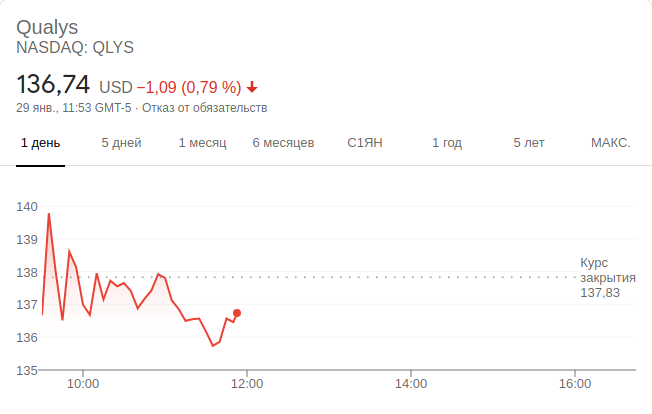 Qualys
NASDAQ: QLYS
136,74 USD −1,09 (0,79 %)
29 янв., 11:53 GMT-5 · Отказ от обязательств
1 день 5 дней 1 месяц 6 месяцев С1ЯН 1 год 5 лет МАКС.
140
139
138
137
136
135
Курс
закрытия
137,83
10:00 12:00 14:00 16:00